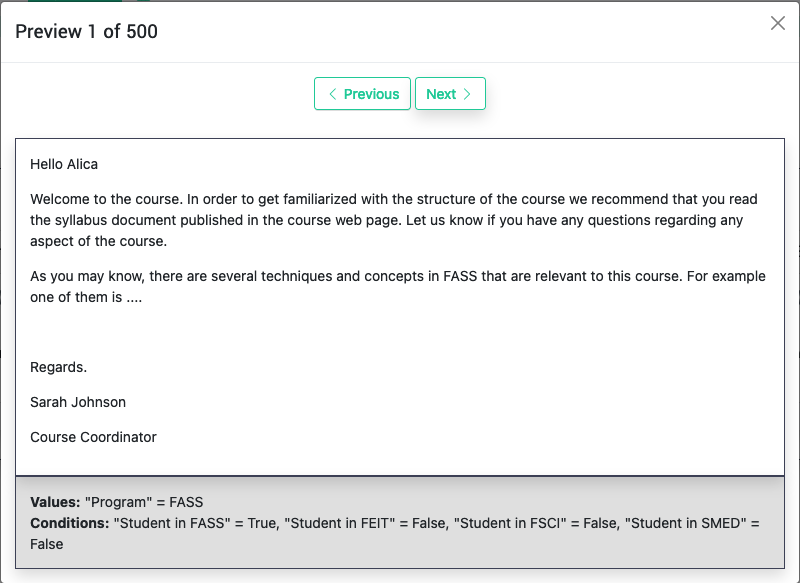 Preview 1 of 500
Previous
Next
Hello Alica
Welcome to the course. In order to get familiarized with the structure of the course we recommend that you read
the syllabus document published in the course web page. Let us know if you have any questions regarding any
aspect of the course.
As you may know, there are several techniques and concepts in FASS that are relevant to this course. For example
one of them is ....
Regards.
Sarah Johnson
Course Coordinator
Values: "Program" = FASS
Conditions: "Student in FASS" = True, "Student in FEIT" = False, "Student in FSCI" = False, "Student in SMED" =
False